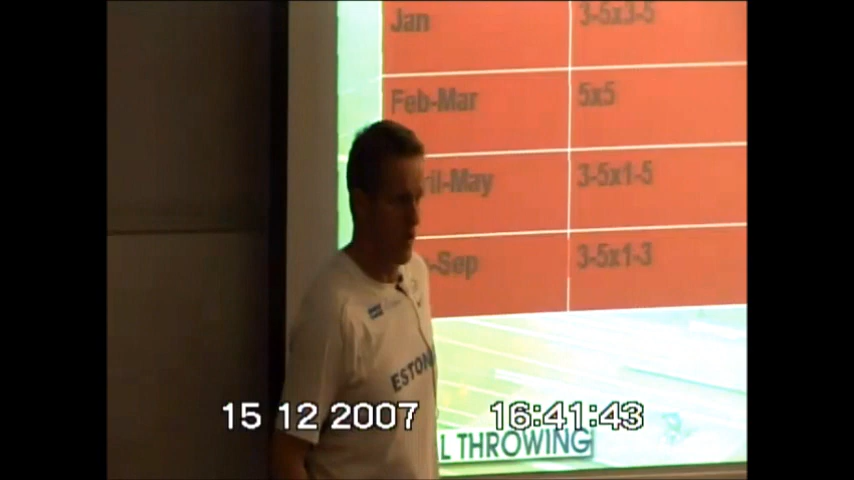 Jan 3-5x3-5
Feb-Mar 5x5
ril-May 3-5x1-5
-Sep 3-5x1-3
ESTON
15 12 2007 16:41:43
L THROWING